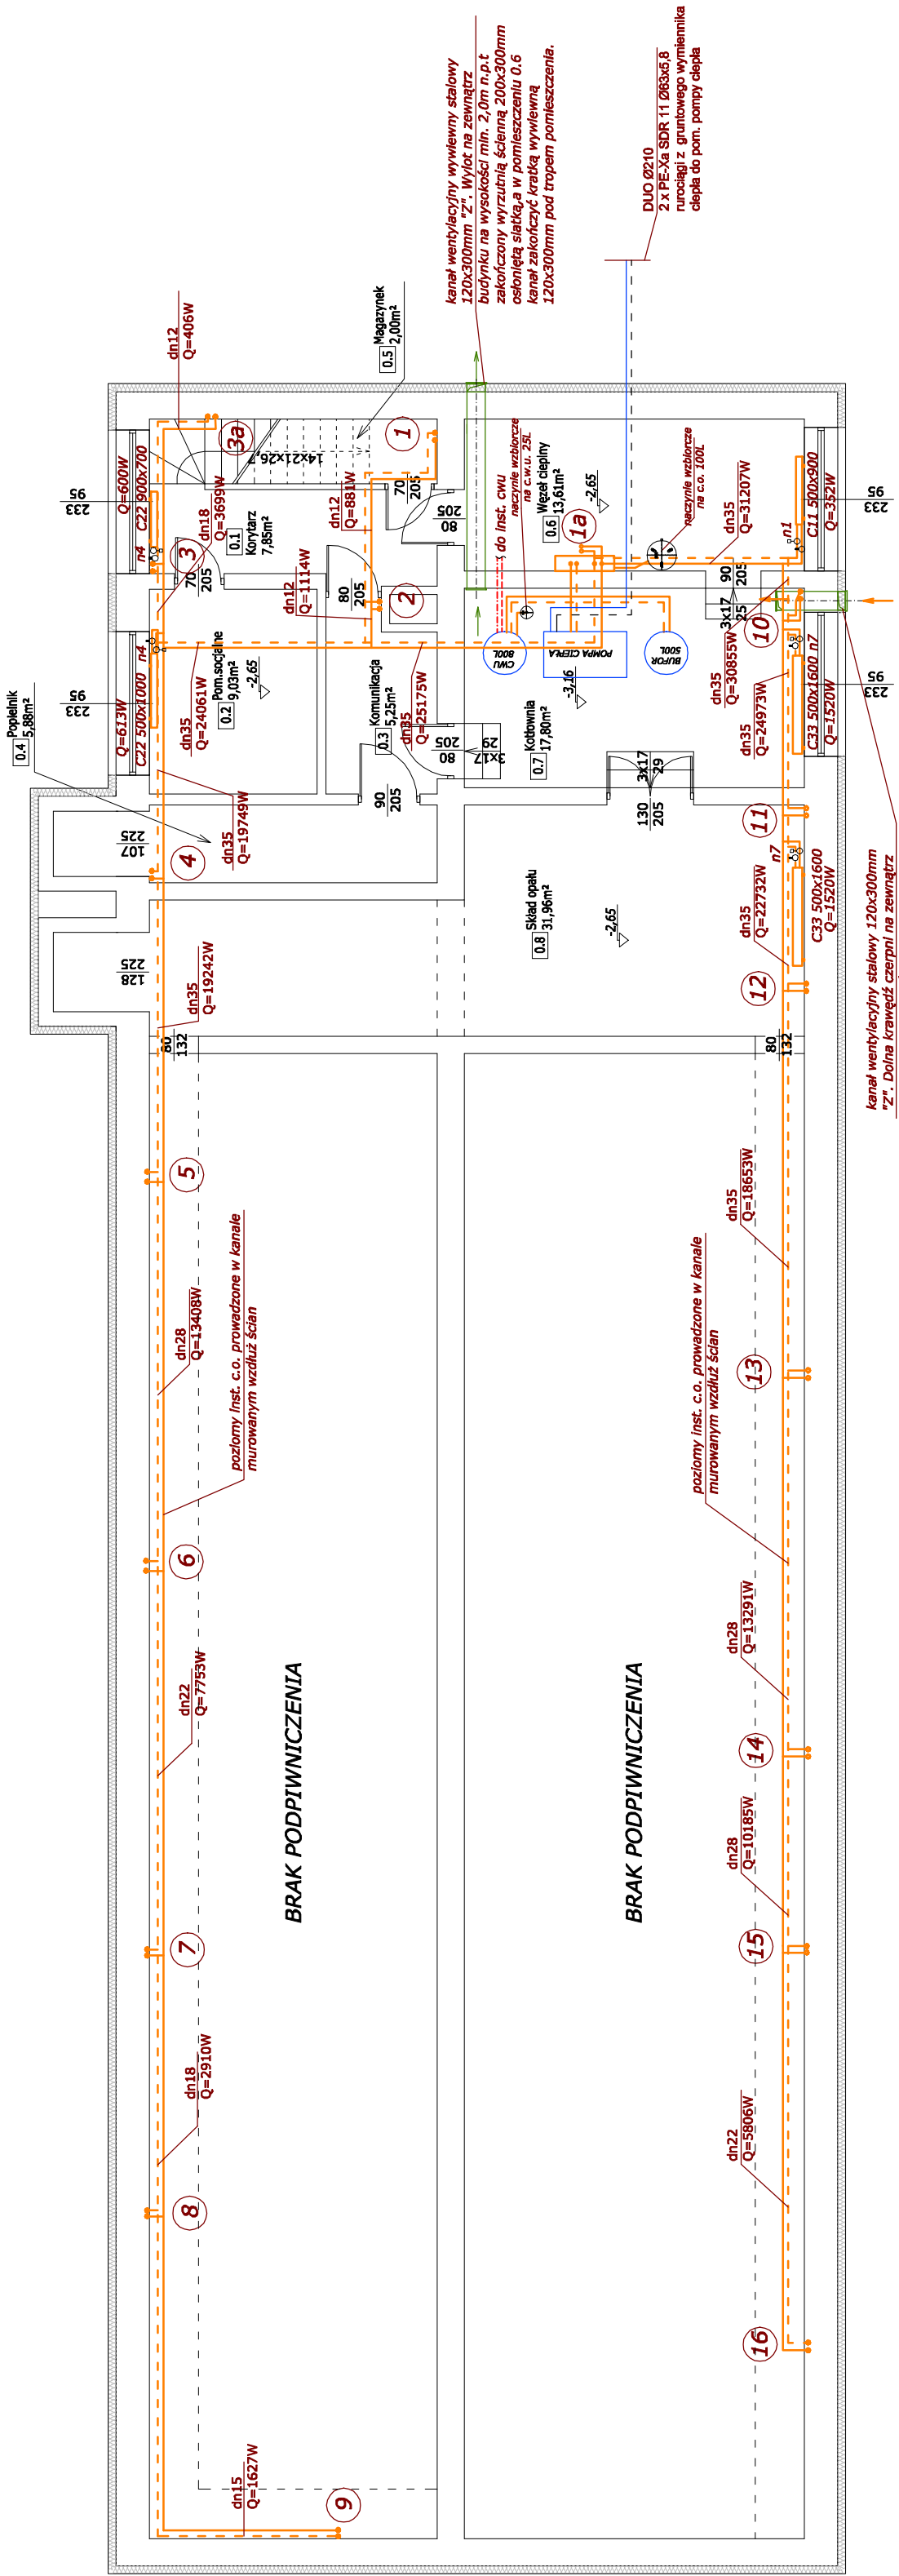 kanał wentylacyjny wywiewny stalowy
120x300mm "Z". Wylot na zewnątrz
budynku na wysokości min. 2,0m n.p.t
zakończony wyrzutnią ścienną 200x300mm
osłoniętą siatką,a w pomieszczeniu 0.6
kanał zakończyć kratką wywiewną
120x300mm pod tropem pomieszczenia.
DUO Ø210
2 x PE-Xa SDR 11 Ø63x5,8
rurociągi z gruntowego wymiennika
ciepła do pom. pompy ciepła
dn12
Q=406W
0.5
Magazynek
2,00m²
95
233
Q=600W
C22 900x700
n4
3
dn18
Q=3699W
3a
14x21x26,7
0.1
Korytarz
7,85m²
70
205
1
70
205
80
205
dn12
Q=881W
dn12
Q=1114W
80
205
2
95
233
Q=613W
C22 500x1000
n4
dn35
Q=24061W
0.2
Pom.socjalne
9,03m²
-2,65
0.3
Komunikacja
5,25m²
dn35
Q=25175W
90
205
80
205
3x17
29
0.4
Popielnik
5,88m²
107
225
4
dn35
Q=19749W
128
225
dn35
Q=19242W
80
132
do inst. cwu
naczynie wzbiorcze
na c.w.u. 25L
0.6
Węzeł cieplny
13,61m²
-2,65
1a
naczynie wzbiorcze
na c.o. 100L
dn35
Q=31207W
n1
C11 500x900
Q=352W
95
233
CWU
800L
POMPA CIEPŁA
BUFOR
500L
-3,16
0.7
Kotłownia
17,80m²
90
205
3x17
25
10
dn35
Q=30855W
dn35
Q=24973W
C33 500x1600 n7
Q=1520W
95
233
130
205
3x17
29
11
n7
C33 500x1600
Q=1520W
dn35
Q=22732W
12
0.8
Skład opału
31,96m²
-2,65
80
132
kanał wentylacyjny stalowy 120x300mm
"Z". Dolna krawędź czerpni na zewnątrz
5
dn28
Q=13408W
poziomy inst. c.o. prowadzone w kanale
murowanym wzdłuż ścian
6
dn22
Q=7753W
BRAK PODPIWNICZENIA
7
dn18
Q=2910W
8
dn15
Q=1627W
9
dn35
Q=18653W
poziomy inst. c.o. prowadzone w kanale
murowanym wzdłuż ścian
13
dn28
Q=13291W
BRAK PODPIWNICZENIA
14
dn28
Q=10185W
15
dn22
Q=5806W
16